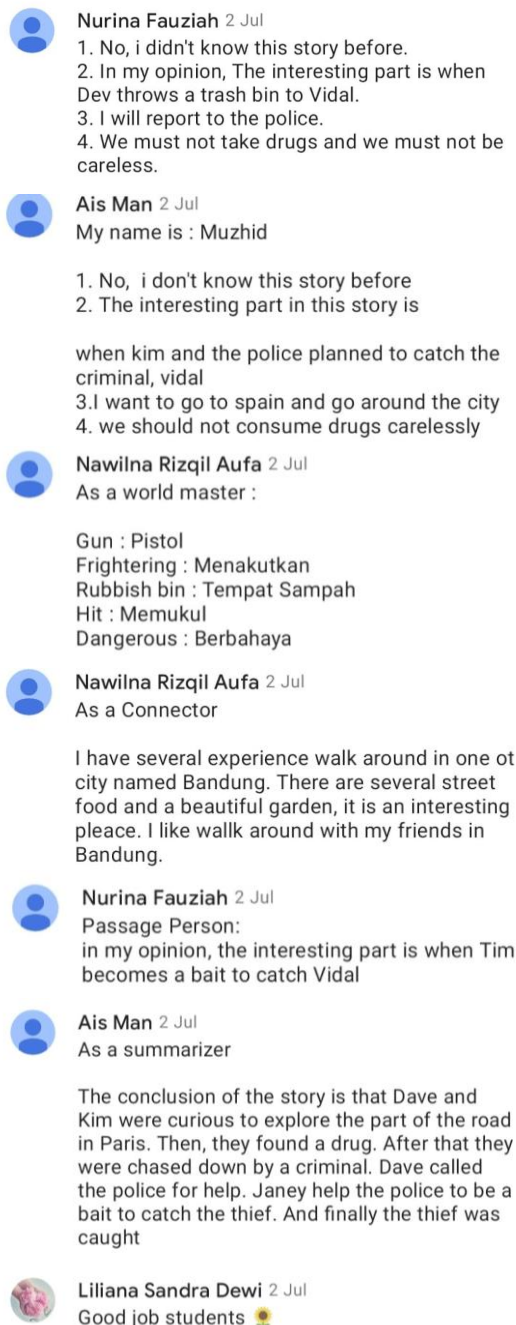 Nurina Fauziah 2 Jul
1. No, i didn't know this story before.
2. In my opinion, The interesting part is when
Dev throws a trash bin to Vidal.
3. I will report to the police.
4. We must not take drugs and we must not be
careless.
Ais Man 2 Jul
My name is : Muzhid
1. No,  i don't know this story before
2. The interesting part in this story is
when kim and the police planned to catch the
criminal, vidal
3.I want to go to spain and go around the city
4. we should not consume drugs carelessly
Nawilna Rizqil Aufa 2 Jul
As a world master :
Gun : Pistol
Frightering : Menakutkan
Rubbish bin : Tempat Sampah
Hit : Memukul
Dangerous : Berbahaya
Nawilna Rizqil Aufa 2 Jul
As a Connector
I have several experience walk around in one ot
city named Bandung. There are several street
food and a beautiful garden, it is an interesting
pleace. I like wallk around with my friends in
Bandung.
Nurina Fauziah 2 Jul
Passage Person:
in my opinion, the interesting part is when Tim
becomes a bait to catch Vidal
Ais Man 2 Jul
As a summarizer
The conclusion of the story is that Dave and
Kim were curious to explore the part of the road
in Paris. Then, they found a drug. After that they
were chased down by a criminal. Dave called
the police for help. Janey help the police to be a
bait to catch the thief. And finally the thief was
caught
Liliana Sandra Dewi 2 Jul
Good job students 🌻